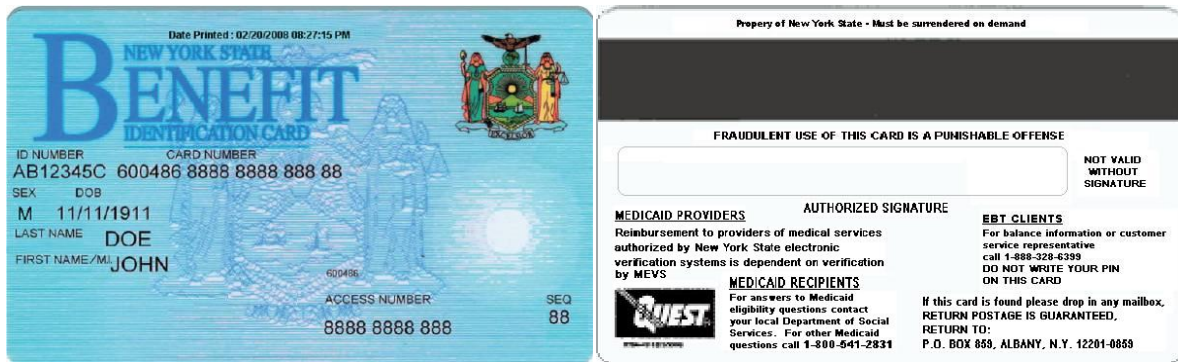 Date Printed : 02/20/2008 08:27:15 PM
NEW YORK STATE
BENEFIT
IDENTIFICATION CARD
ID NUMBER CARD NUMBER
AB12345C 600486 8888 8888 888 88
SEX DOB
M 11/11/1911
LAST NAME DOE
FIRST NAME/M.I. JOHN
600486
ACCESS NUMBER SEQ
8888 8888 888 88
EXCELSIOR
Propery of New York State - Must be surrendered on demand
FRAUDULENT USE OF THIS CARD IS A PUNISHABLE OFFENSE
NOT VALID
WITHOUT
SIGNATURE
AUTHORIZED SIGNATURE
MEDICAID PROVIDERS
Reimbursement to providers of medical services
authorized by New York State electronic
verification systems is dependent on verification
by MEVS
QUEST
MEDICAID RECIPIENTS
For answers to Medicaid
eligibility questions contact
your local Department of Social
Services. For other Medicaid
questions call 1-800-541-2831
EBT CLIENTS
For balance information or customer
service representative
call 1-888-328-6399
DO NOT WRITE YOUR PIN
ON THIS CARD
If this card is found please drop in any mailbox,
RETURN POSTAGE IS GUARANTEED,
RETURN TO:
P.O. BOX 859, ALBANY, N.Y. 12201-0859